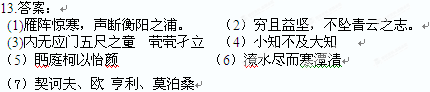 13.答案：
(1)雁阵惊寒，声断衡阳之浦。 （2）穷且益坚，不坠青云之志。
(3)内无应门五尺之童 茕茕孑立 （4）小知不及大知
（5）眄庭柯以怡颜 （6）潦水尽而寒潭清
（7）契诃夫、欧 亨利、莫泊桑